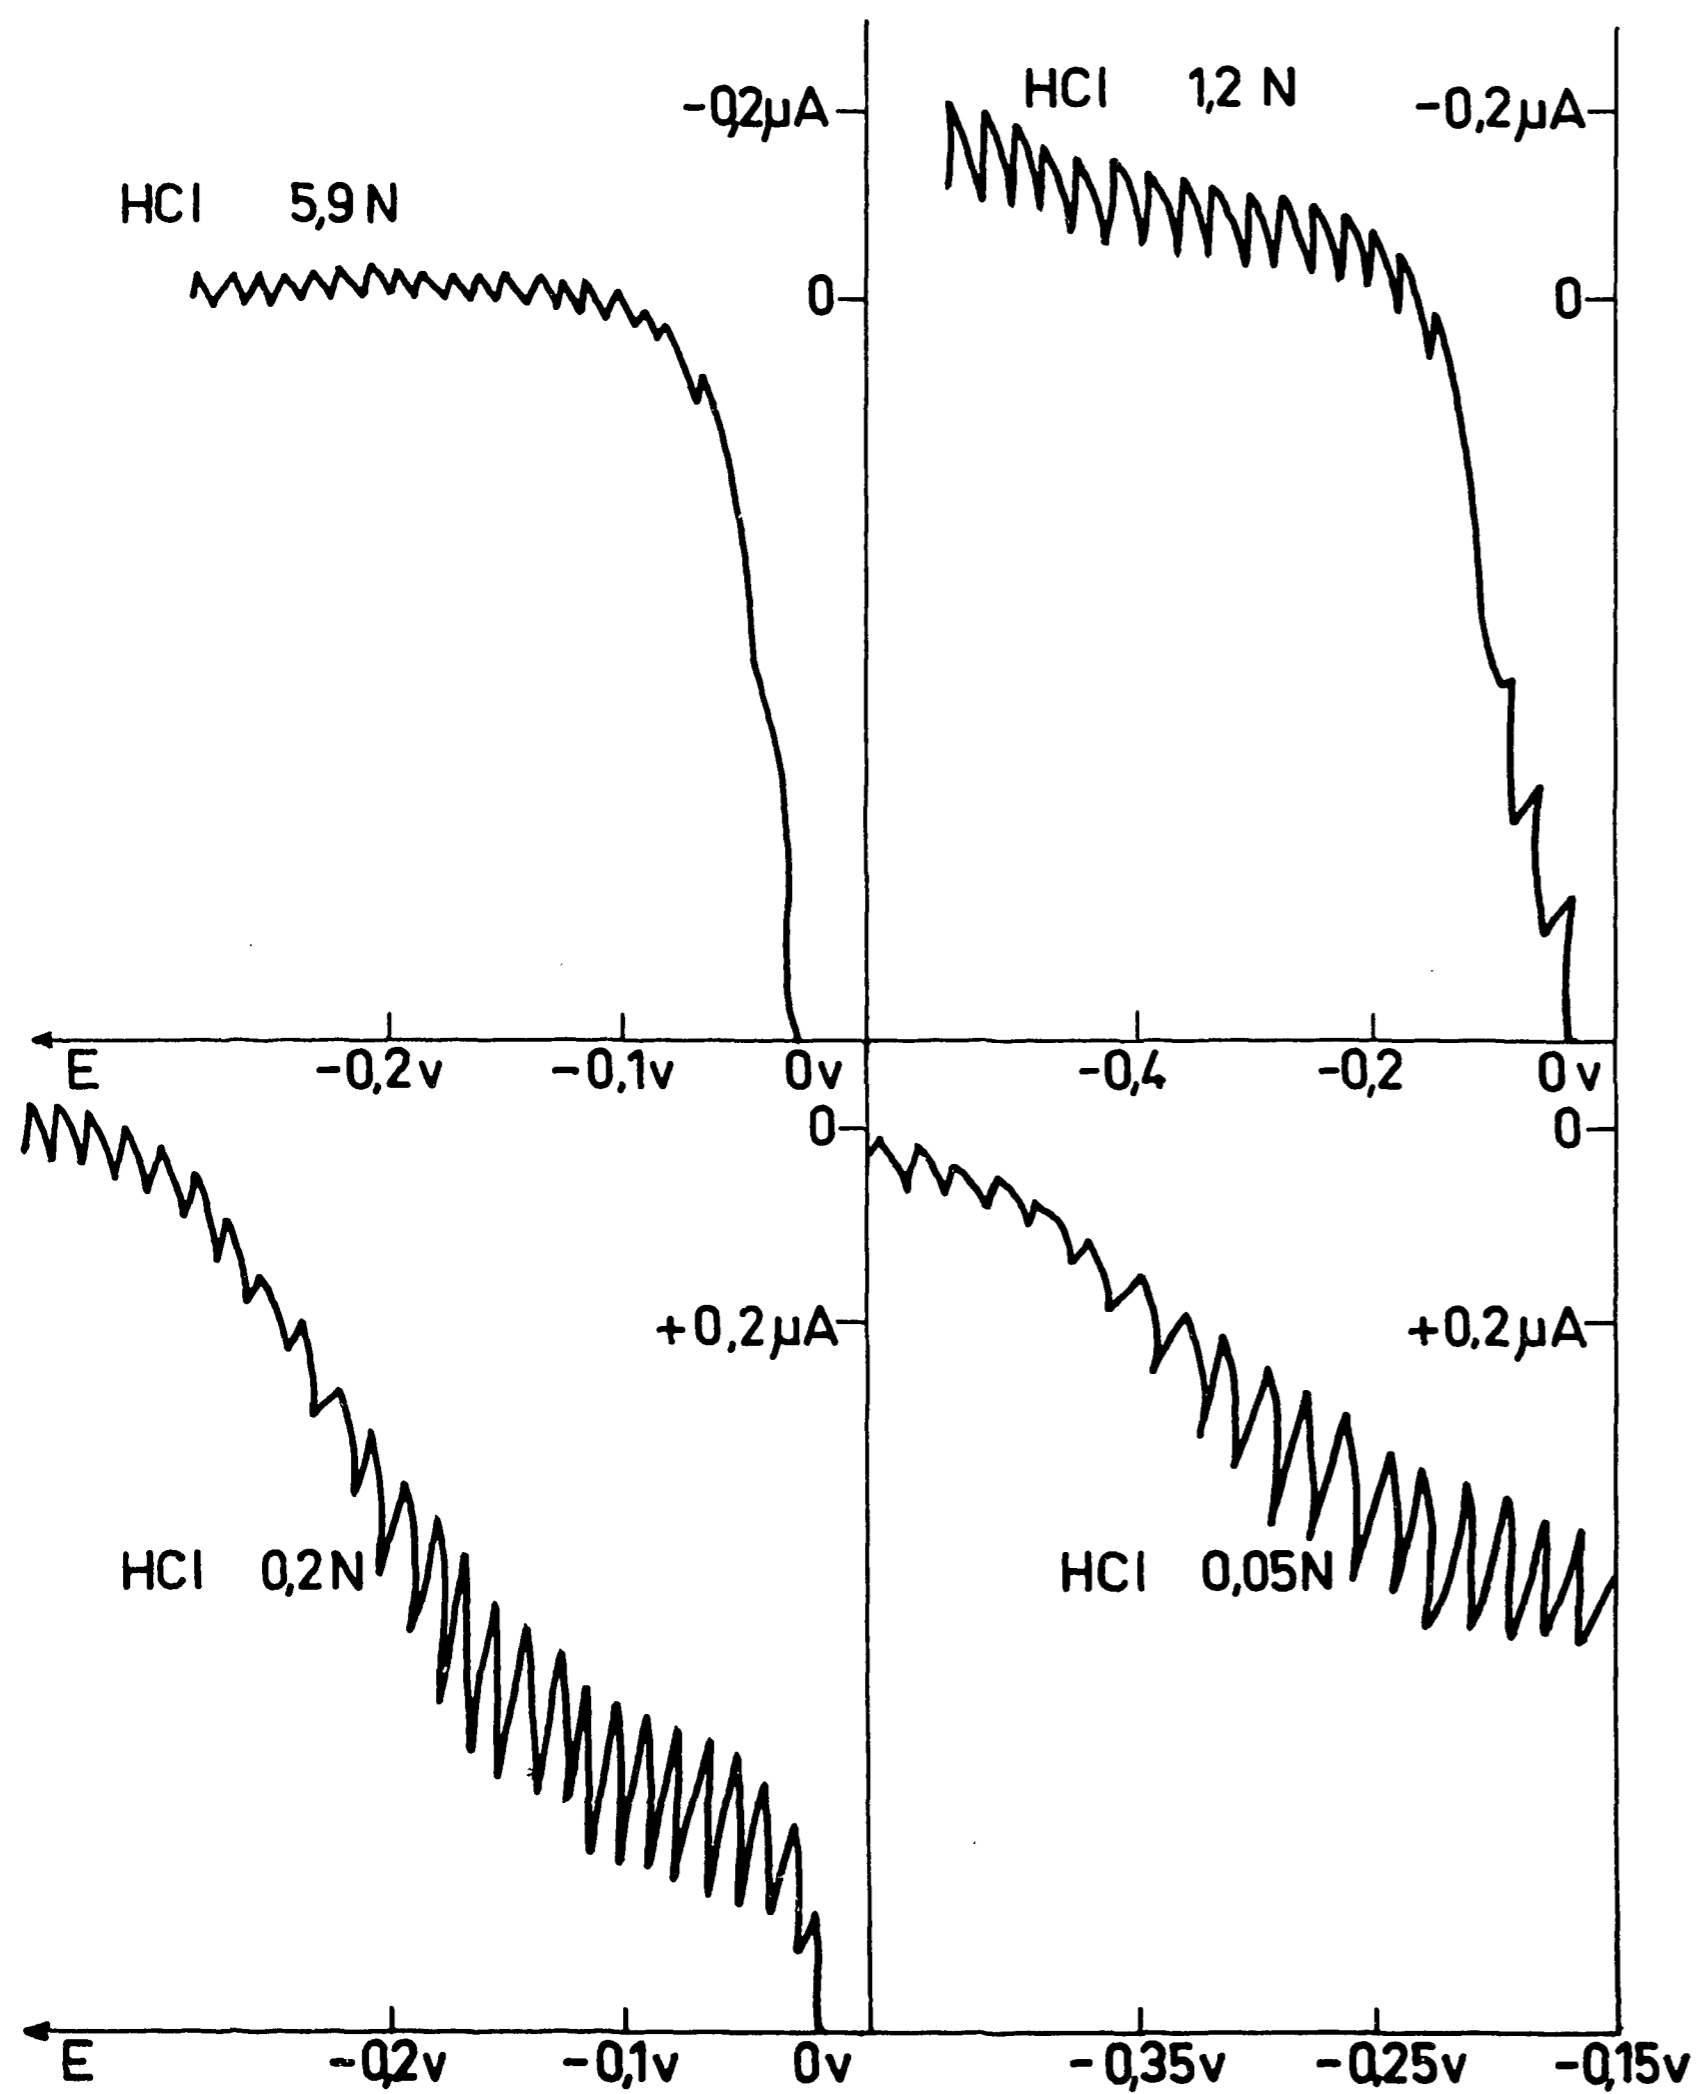 HCl 1,2 N
-0,2µA
-0,2µA
HCl 5,9 N
0
0
E
-0,2v
-0,1v
0v
-0,4
-0,2
0v
0
0
+0,2µA
+0,2µA
HCl 0,2N
HCl 0,05N
E
-0,2v
-0,1v
0v
-0,35v
-0,25v
-0,15v